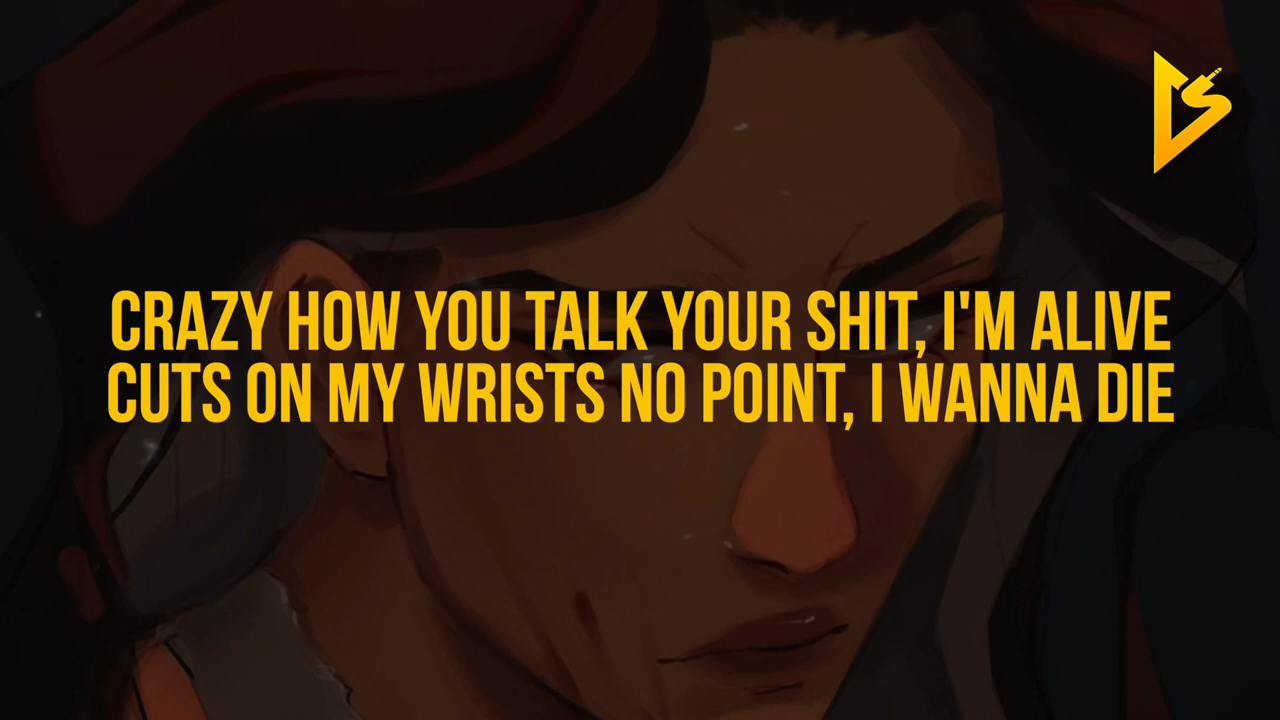 CRAZY HOW YOU TALK YOUR SHIT, I'M ALIVE
CUTS ON MY WRISTS NO POINT, I WANNA DIE